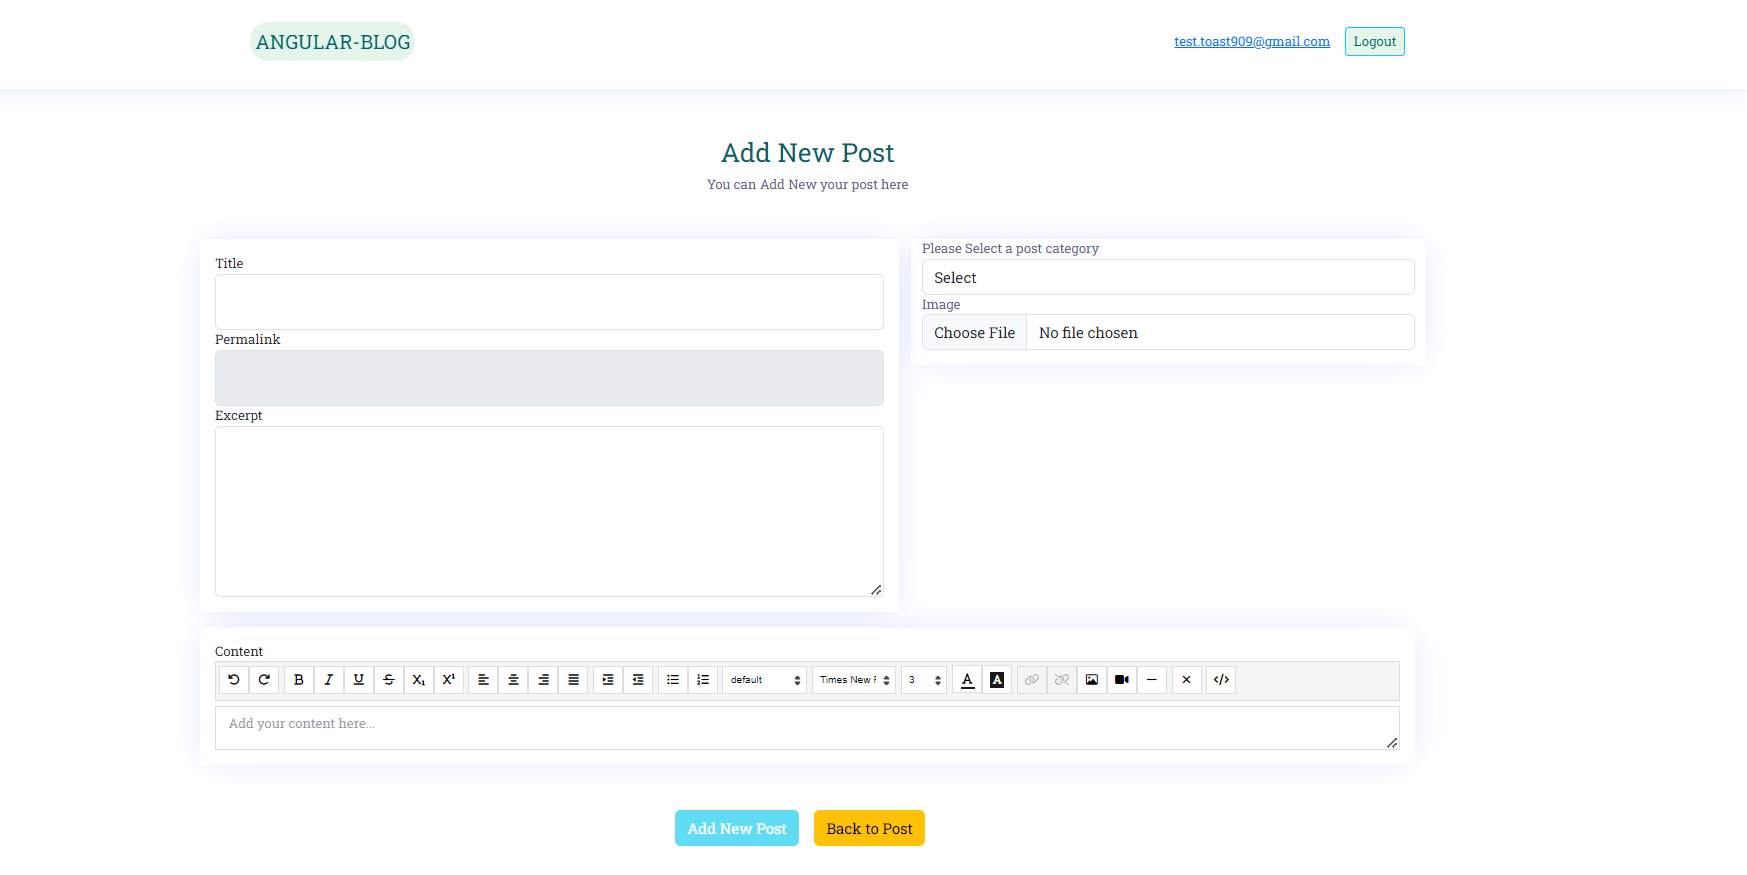 ANGULAR-BLOG
test.toast909@gmail.com
Logout
Add New Post
You can Add New your post here
Title
Permalink
Excerpt
Please Select a post category
Select
Image
Choose File No file chosen
Content
B I U S X₁ X¹ default Times New F 3 A A </>
Add your content here...
Add New Post
Back to Post